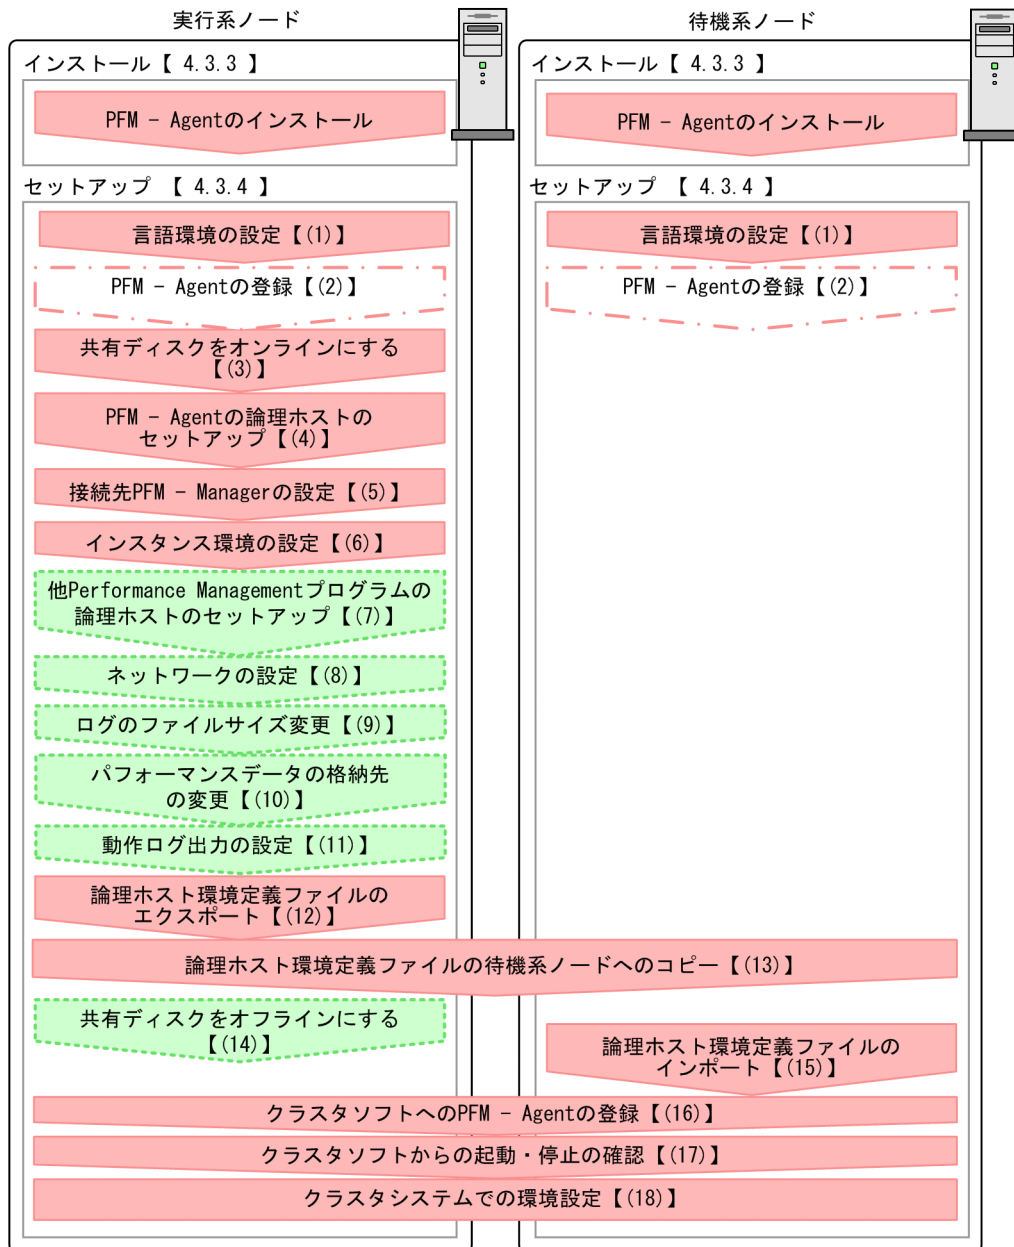 実行系ノード
待機系ノード
インストール【 4.3.3 】
インストール【 4.3.3 】
PFM - Agentのインストール
PFM - Agentのインストール
セットアップ 【 4.3.4 】
セットアップ 【 4.3.4 】
言語環境の設定【(1)】
言語環境の設定【(1)】
PFM - Agentの登録【(2)】
PFM - Agentの登録【(2)】
共有ディスクをオンラインにする
【(3)】
PFM - Agentの論理ホストの
セットアップ【(4)】
接続先PFM - Managerの設定【(5)】
インスタンス環境の設定【(6)】
他Performance Managementプログラムの
論理ホストのセットアップ【(7)】
ネットワークの設定【(8)】
ログのファイルサイズ変更【(9)】
パフォーマンスデータの格納先
の変更【(10)】
動作ログ出力の設定【(11)】
論理ホスト環境定義ファイルの
エクスポート【(12)】
論理ホスト環境定義ファイルの待機系ノードへのコピー【(13)】
共有ディスクをオフラインにする
【(14)】
論理ホスト環境定義ファイルの
インポート【(15)】
クラスタソフトへのPFM - Agentの登録【(16)】
クラスタソフトからの起動・停止の確認【(17)】
クラスタシステムでの環境設定【(18)】